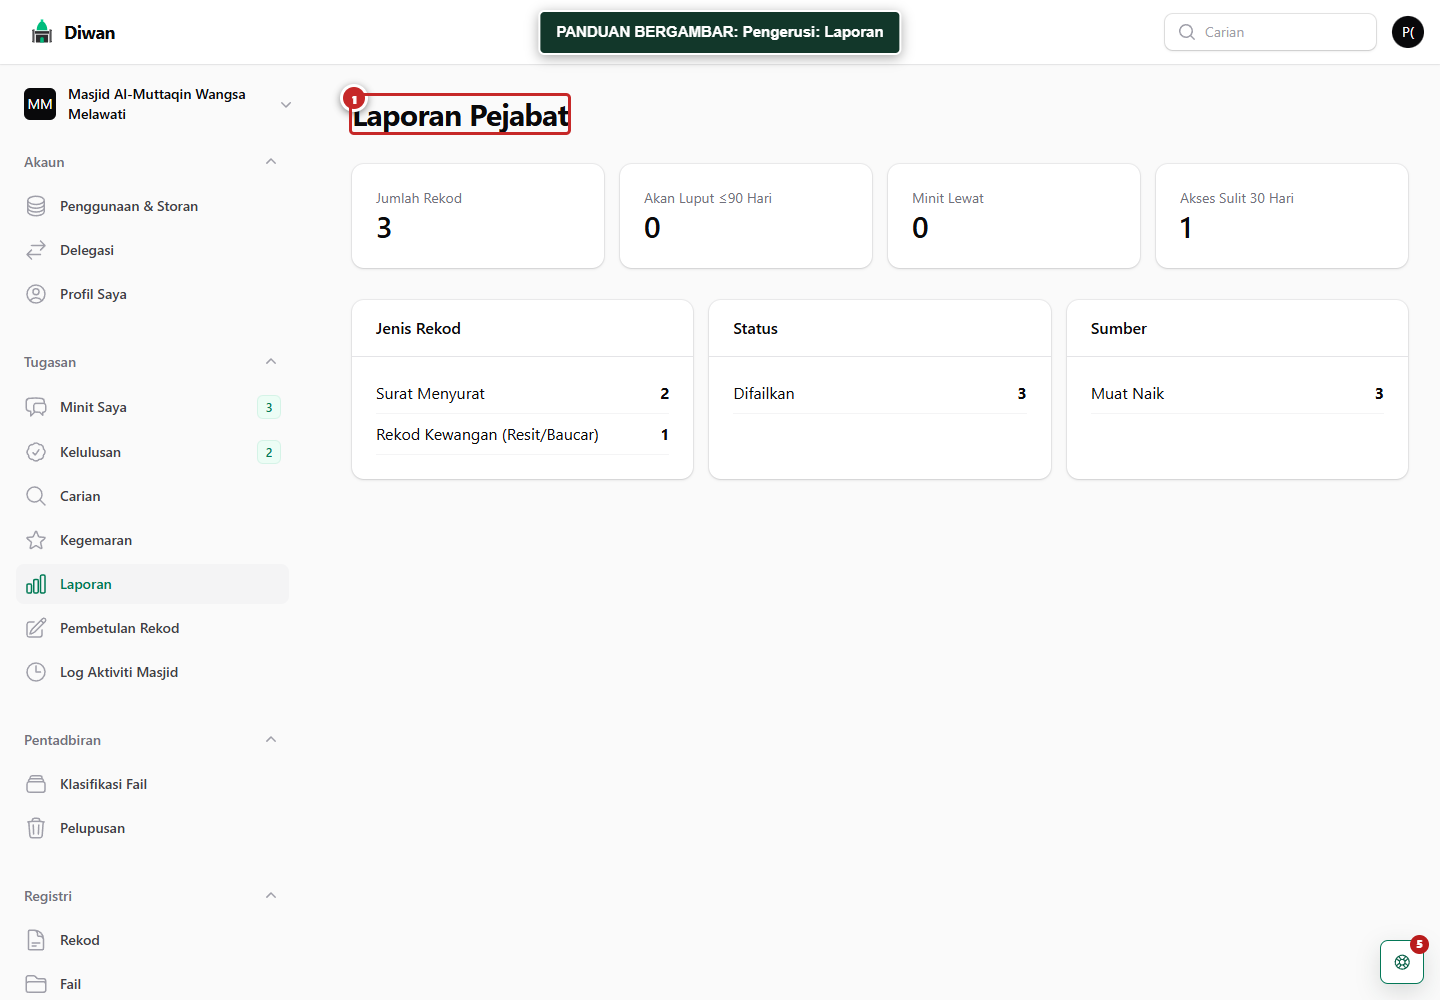 Diwan
PANDUAN BERGAMBAR: Pengerusi: Laporan
Carian
P(
MM
Masjid Al-Muttaqin Wangsa
Melawati
Akaun
Penggunaan & Storan
Delegasi
Profil Saya
Tugasan
Minit Saya
3
Kelulusan
2
Carian
Kegemaran
Laporan
Pembetulan Rekod
Log Aktiviti Masjid
Pentadbiran
Klasifikasi Fail
Pelupusan
Registri
Rekod
Fail
1
Laporan Pejabat
Jumlah Rekod
3
Akan Luput ≤90 Hari
0
Minit Lewat
0
Akses Sulit 30 Hari
1
Jenis Rekod
Surat Menyurat 2
Rekod Kewangan (Resit/Baucar) 1
Status
Difailkan 3
Sumber
Muat Naik 3
5